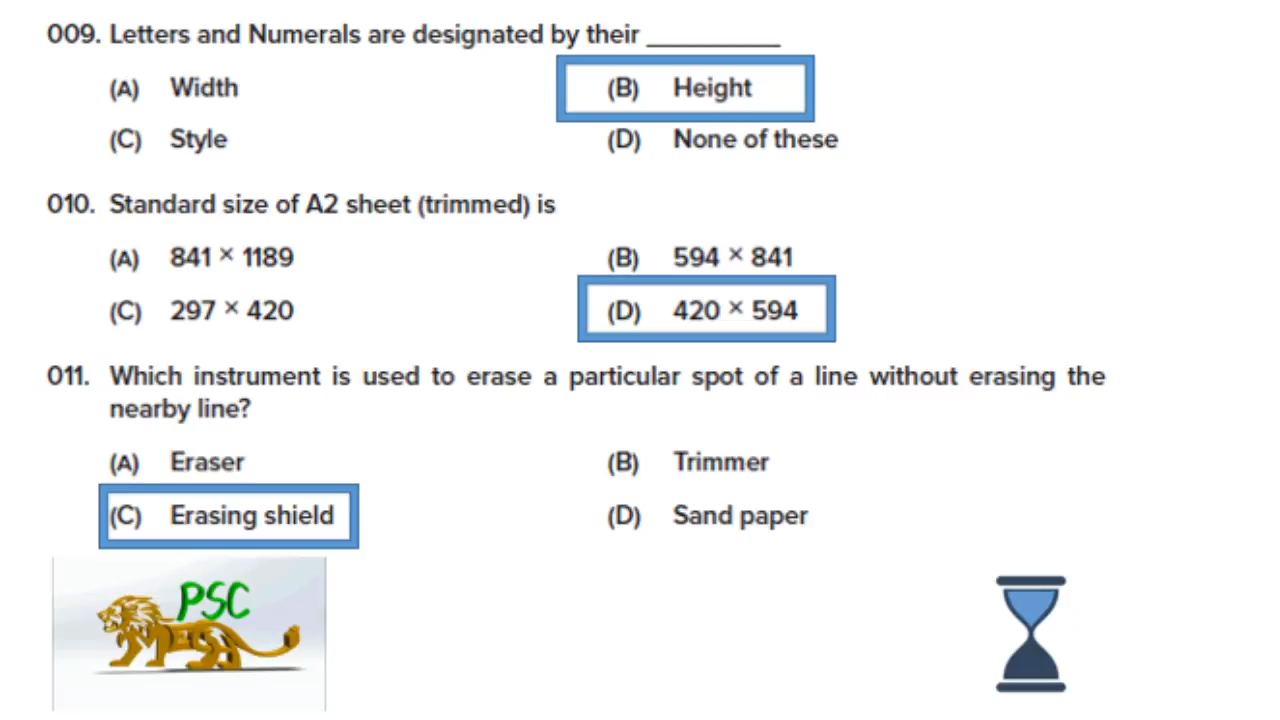 009. Letters and Numerals are designated by their __________
(A) Width (B) Height
(C) Style (D) None of these
010. Standard size of A2 sheet (trimmed) is
(A) 841 × 1189 (B) 594 × 841
(C) 297 × 420 (D) 420 × 594
011. Which instrument is used to erase a particular spot of a line without erasing the
nearby line?
(A) Eraser (B) Trimmer
(C) Erasing shield (D) Sand paper
PSC